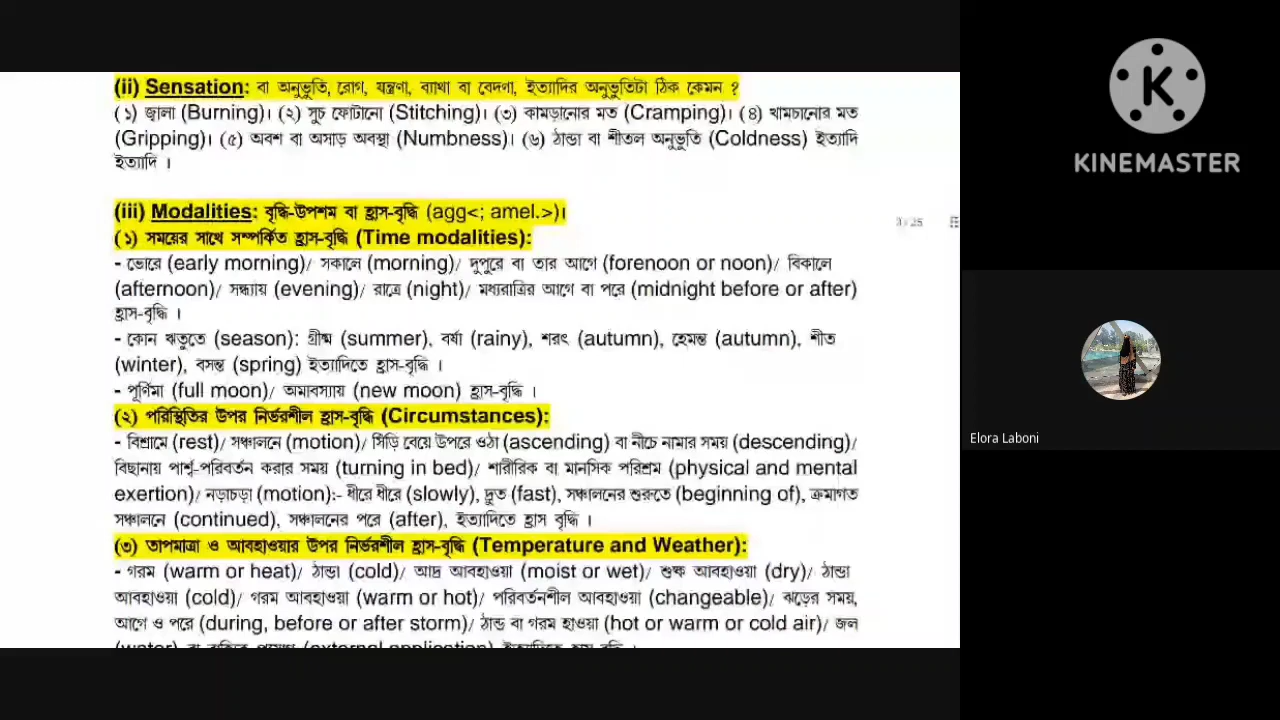 (ii) Sensation: বা অনুভূতি, রোগ, যন্ত্রণা, ব্যাথা বা বেদণা, ইত্যাদির অনুভূতিটা ঠিক কেমন ?
(১) জ্বালা (Burning)। (২) সুচ ফোটানো (Stitching)। (৩) কামড়ানোর মত (Cramping)। (৪) খামচানোর মত
(Gripping)। (৫) অবশ বা অসাড় অবস্থা (Numbness)। (৬) ঠান্ডা বা শীতল অনুভূতি (Coldness) ইত্যাদি
ইত্যাদি ।
(iii) Modalities: বৃদ্ধি-উপশম বা হ্রাস-বৃদ্ধি (agg<; amel.>)।
(১) সময়ের সাথে সম্পর্কিত হ্রাস-বৃদ্ধি (Time modalities):
- ভোরে (early morning)/ সকালে (morning)/ দুপুরে বা তার আগে (forenoon or noon)/ বিকালে
(afternoon)/ সন্ধ্যায় (evening)/ রাত্রে (night)/ মধ্যরাত্রির আগে বা পরে (midnight before or after)
হ্রাস-বৃদ্ধি ।
- কোন ঋতুতে (season): গ্রীষ্ম (summer), বর্ষা (rainy), শরৎ (autumn), হেমন্ত (autumn), শীত
(winter), বসন্ত (spring) ইত্যাদিতে হ্রাস-বৃদ্ধি ।
- পূর্ণিমা (full moon)/ অমাবস্যায় (new moon) হ্রাস-বৃদ্ধি ।
(২) পরিস্থিতির উপর নির্ভরশীল হ্রাস-বৃদ্ধি (Circumstances):
- বিশ্রামে (rest)/ সঞ্চালনে (motion)/ সিঁড়ি বেয়ে উপরে ওঠা (ascending) বা নীচে নামার সময় (descending)/
বিছানায় পার্শ্ব-পরিবর্তন করার সময় (turning in bed)/ শারীরিক বা মানসিক পরিশ্রম (physical and mental
exertion)/ নড়াচড়া (motion):- ধীরে ধীরে (slowly), দ্রুত (fast), সঞ্চালনের শুরুতে (beginning of), ক্রমাগত
সঞ্চালনে (continued), সঞ্চালনের পরে (after), ইত্যাদিতে হ্রাস বৃদ্ধি ।
(৩) তাপমাত্রা ও আবহাওয়ার উপর নির্ভরশীল হ্রাস-বৃদ্ধি (Temperature and Weather):
- গরম (warm or heat)/ ঠান্ডা (cold)/ আদ্র আবহাওয়া (moist or wet)/ শুষ্ক আবহাওয়া (dry)/ ঠান্ডা
আবহাওয়া (cold)/ গরম আবহাওয়া (warm or hot)/ পরিবর্তনশীল আবহাওয়া (changeable)/ ঝড়ের সময়,
আগে ও পরে (during, before or after storm)/ ঠান্ড বা গরম হাওয়া (hot or warm or cold air)/ জল
K
KINEMASTER
Elora Laboni